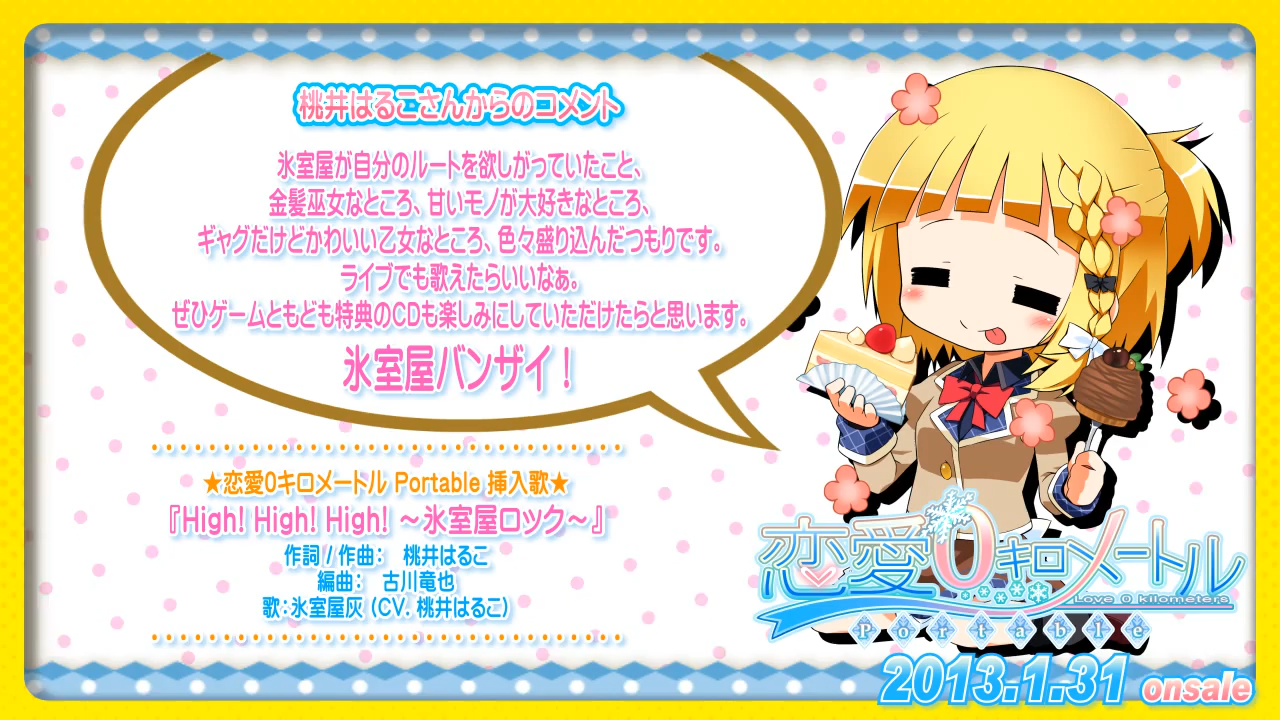 桃井はるこさんからのコメント
氷室屋が自分のルートを欲しがっていたこと、
金髪巫女なところ、甘いモノが大好きなところ、
ギャグだけどかわいい乙女なところ、色々盛り込んだつもりです。
ライブでも歌えたらいいなぁ。
ぜひゲームともども特典のCDも楽しみにしていただけたらと思います。
氷室屋バンザイ！
★恋愛0キロメートル Portable 挿入歌★
『High! High! High! ～氷室屋ロック～』
作詞 / 作曲： 桃井はるこ
編曲： 古川竜也
歌：氷室屋灰 (CV. 桃井はるこ)
恋愛0キロメートル
Love 0 kilometers
Portable
2013.1.31 onsale